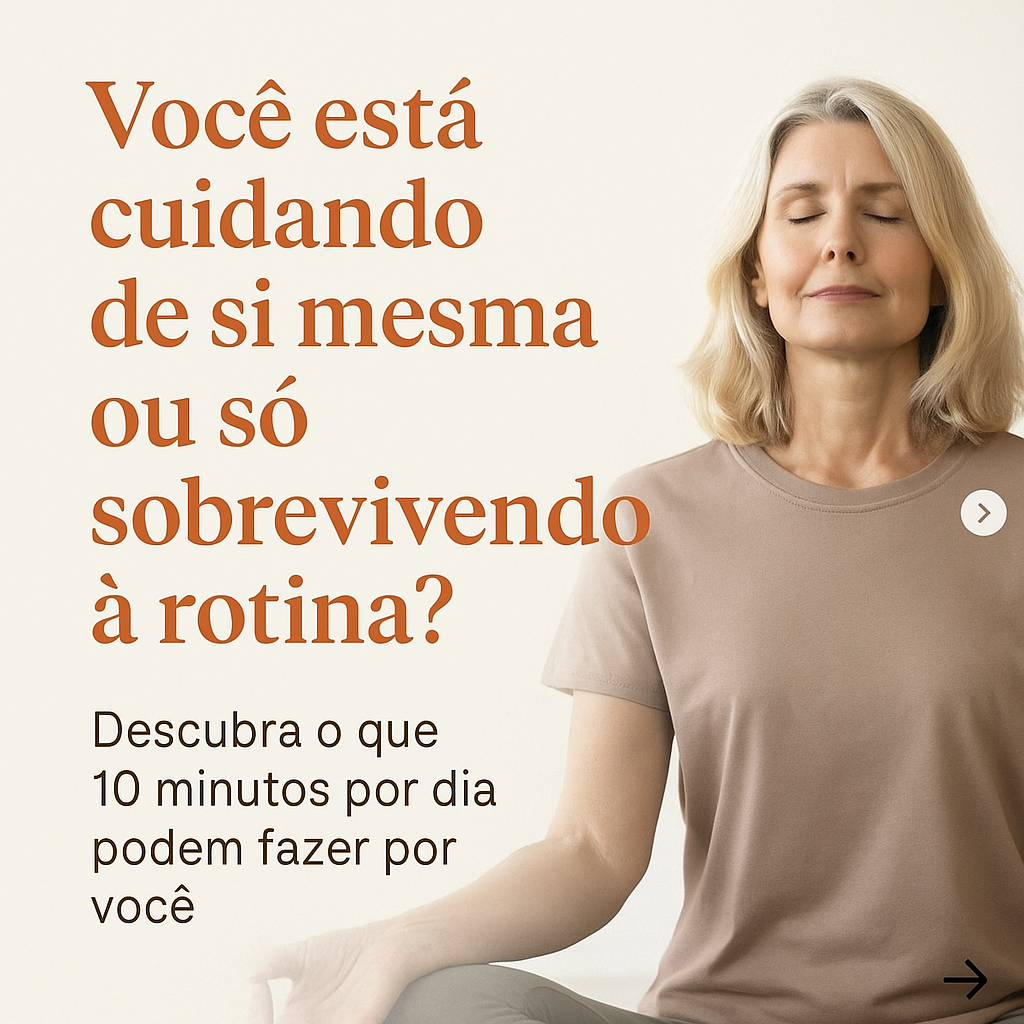 Você está
cuidando
de si mesma
ou só
sobrevivendo
à rotina?
Descubra o que
10 minutos por dia
podem fazer por
você